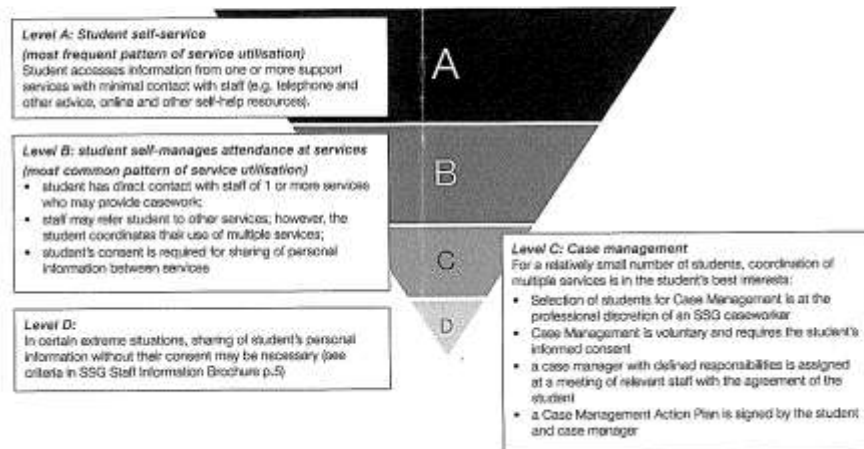 Level A: Student self-service
(most frequent pattern of service utilisation)
Student accesses information from one or more support
services with minimal contact with staff (e.g. telephone and
other advice, online and other self-help resources).
A
Level B: student self-manages attendance at services
(most common pattern of service utilisation)
• student has direct contact with staff of 1 or more services
who may provide casework;
• staff may refer student to other services; however, the
student coordinates their use of multiple services;
• student's consent is required for sharing of personal
information between services
B
C
Level C: Case management
For a relatively small number of students, coordination of
multiple services is in the student's best interests:
• Selection of students for Case Management is at the
professional discretion of an SSG caseworker
• Case Management is voluntary and requires the student's
informed consent
• a case manager with defined responsibilities is assigned
at a meeting of relevant staff with the agreement of the
student
• a Case Management Action Plan is signed by the student
and case manager
Level D:
In certain extreme situations, sharing of student's personal
information without their consent may be necessary (see
criteria in SSG Staff Information Brochure p.5)
D